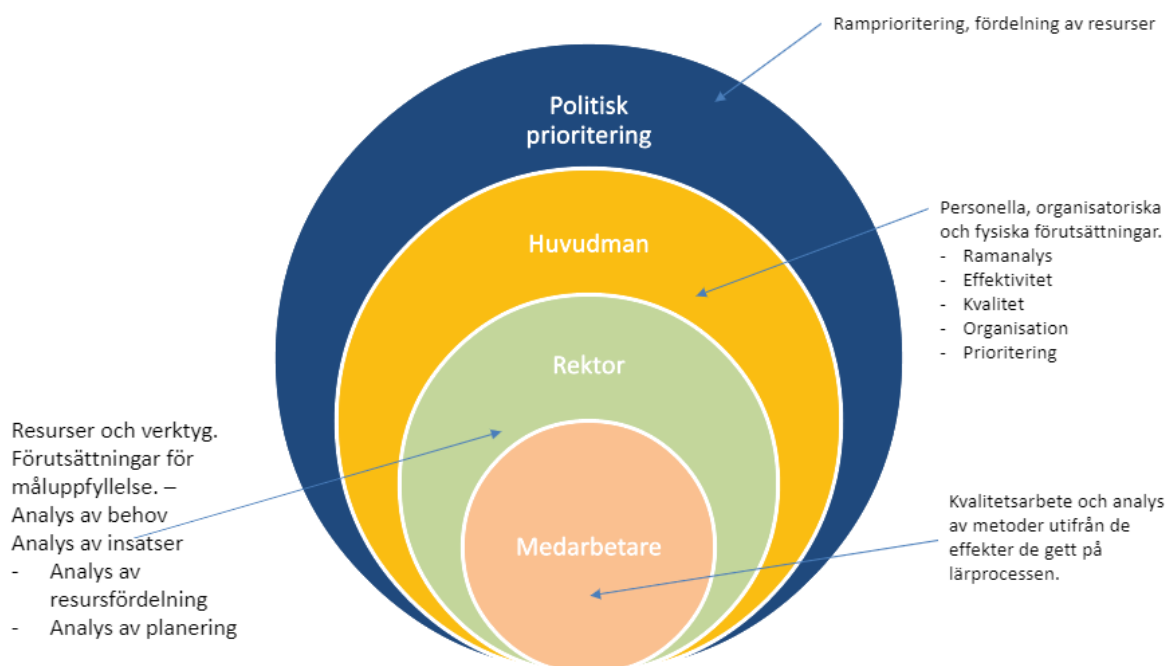 Ramprioritering, fördelning av resurser
Politisk
prioritering
Personella, organisatoriska
och fysiska förutsättningar.
- Ramanalys
- Effektivitet
- Kvalitet
- Organisation
- Prioritering
Huvudman
Rektor
Resurser och verktyg.
Förutsättningar för
måluppfyllelse. –
Analys av behov
Analys av insatser
- Analys av
resursfördelning
- Analys av planering
Medarbetare
Kvalitetsarbete och analys
av metoder utifrån de
effekter de gett på
lärprocessen.